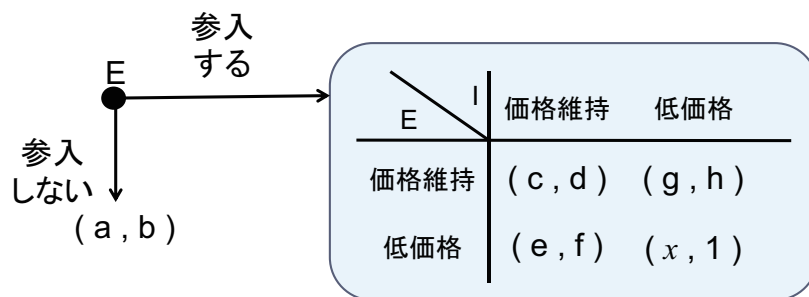 参入
する
E
I
E
価格維持 低価格
参入
しない
価格維持 ( c , d ) ( g , h )
( a , b )
低価格 ( e , f ) ( x , 1 )